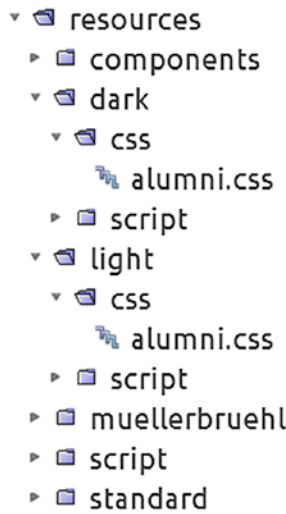 resources
components
dark
css
alumni.css
script
light
css
alumni.css
script
muellerbruehl
script
standard